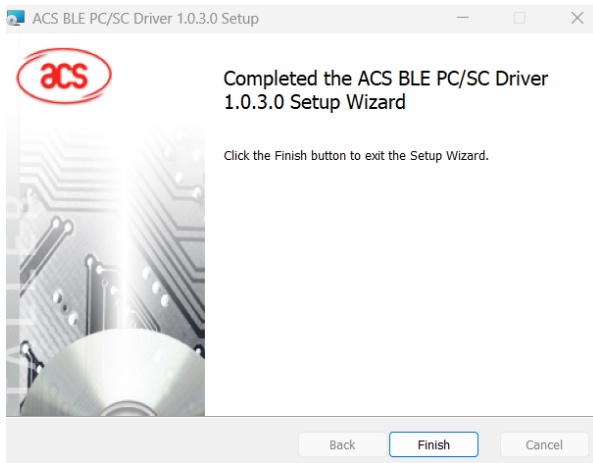 ACS BLE PC/SC Driver 1.0.3.0 Setup
acs
Completed the ACS BLE PC/SC Driver
1.0.3.0 Setup Wizard
Click the Finish button to exit the Setup Wizard.
Back
Finish
Cancel